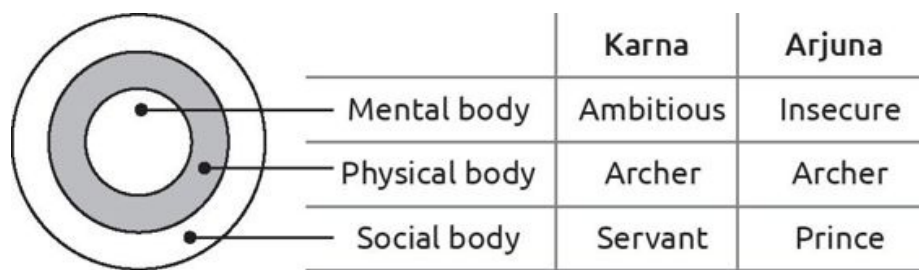 Karna Arjuna
Mental body Ambitious Insecure
Physical body Archer Archer
Social body Servant Prince